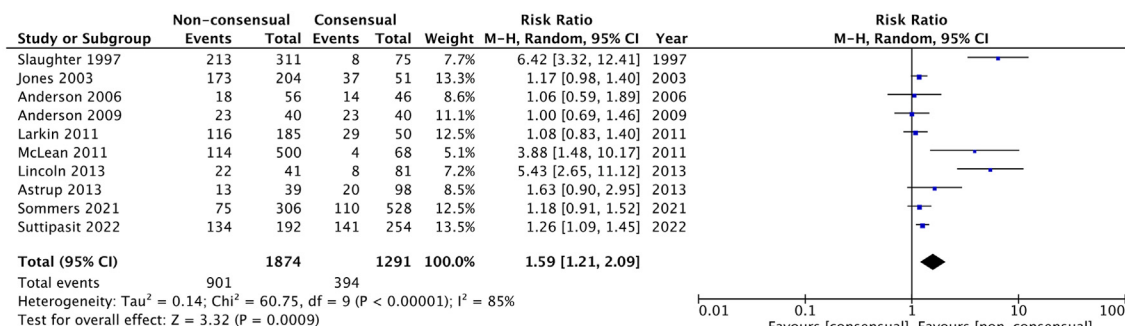 Non-consensual Consensual Risk Ratio Risk Ratio
Study or Subgroup Events Total Events Total Weight M-H, Random, 95% CI Year M-H, Random, 95% CI
Slaughter 1997 213 311 8 75 7.7% 6.42 [3.32, 12.41] 1997
Jones 2003 173 204 37 51 13.3% 1.17 [0.98, 1.40] 2003
Anderson 2006 18 56 14 46 8.6% 1.06 [0.59, 1.89] 2006
Anderson 2009 23 40 23 40 11.1% 1.00 [0.69, 1.46] 2009
Larkin 2011 116 185 29 50 12.5% 1.08 [0.83, 1.40] 2011
McLean 2011 114 500 4 68 5.1% 3.88 [1.48, 10.17] 2011
Lincoln 2013 22 41 8 81 7.2% 5.43 [2.65, 11.12] 2013
Astrup 2013 13 39 20 98 8.5% 1.63 [0.90, 2.95] 2013
Sommers 2021 75 306 110 528 12.5% 1.18 [0.91, 1.52] 2021
Suttipasit 2022 134 192 141 254 13.5% 1.26 [1.09, 1.45] 2022
Total (95% CI) 1874 1291 100.0% 1.59 [1.21, 2.09]
Total events 901 394
Heterogeneity: Tau² = 0.14; Chi² = 60.75, df = 9 (P < 0.00001); I² = 85%
Test for overall effect: Z = 3.32 (P = 0.0009)
0.01 0.1 1 10 100
Favours [consensual] Favours [non-consensual]